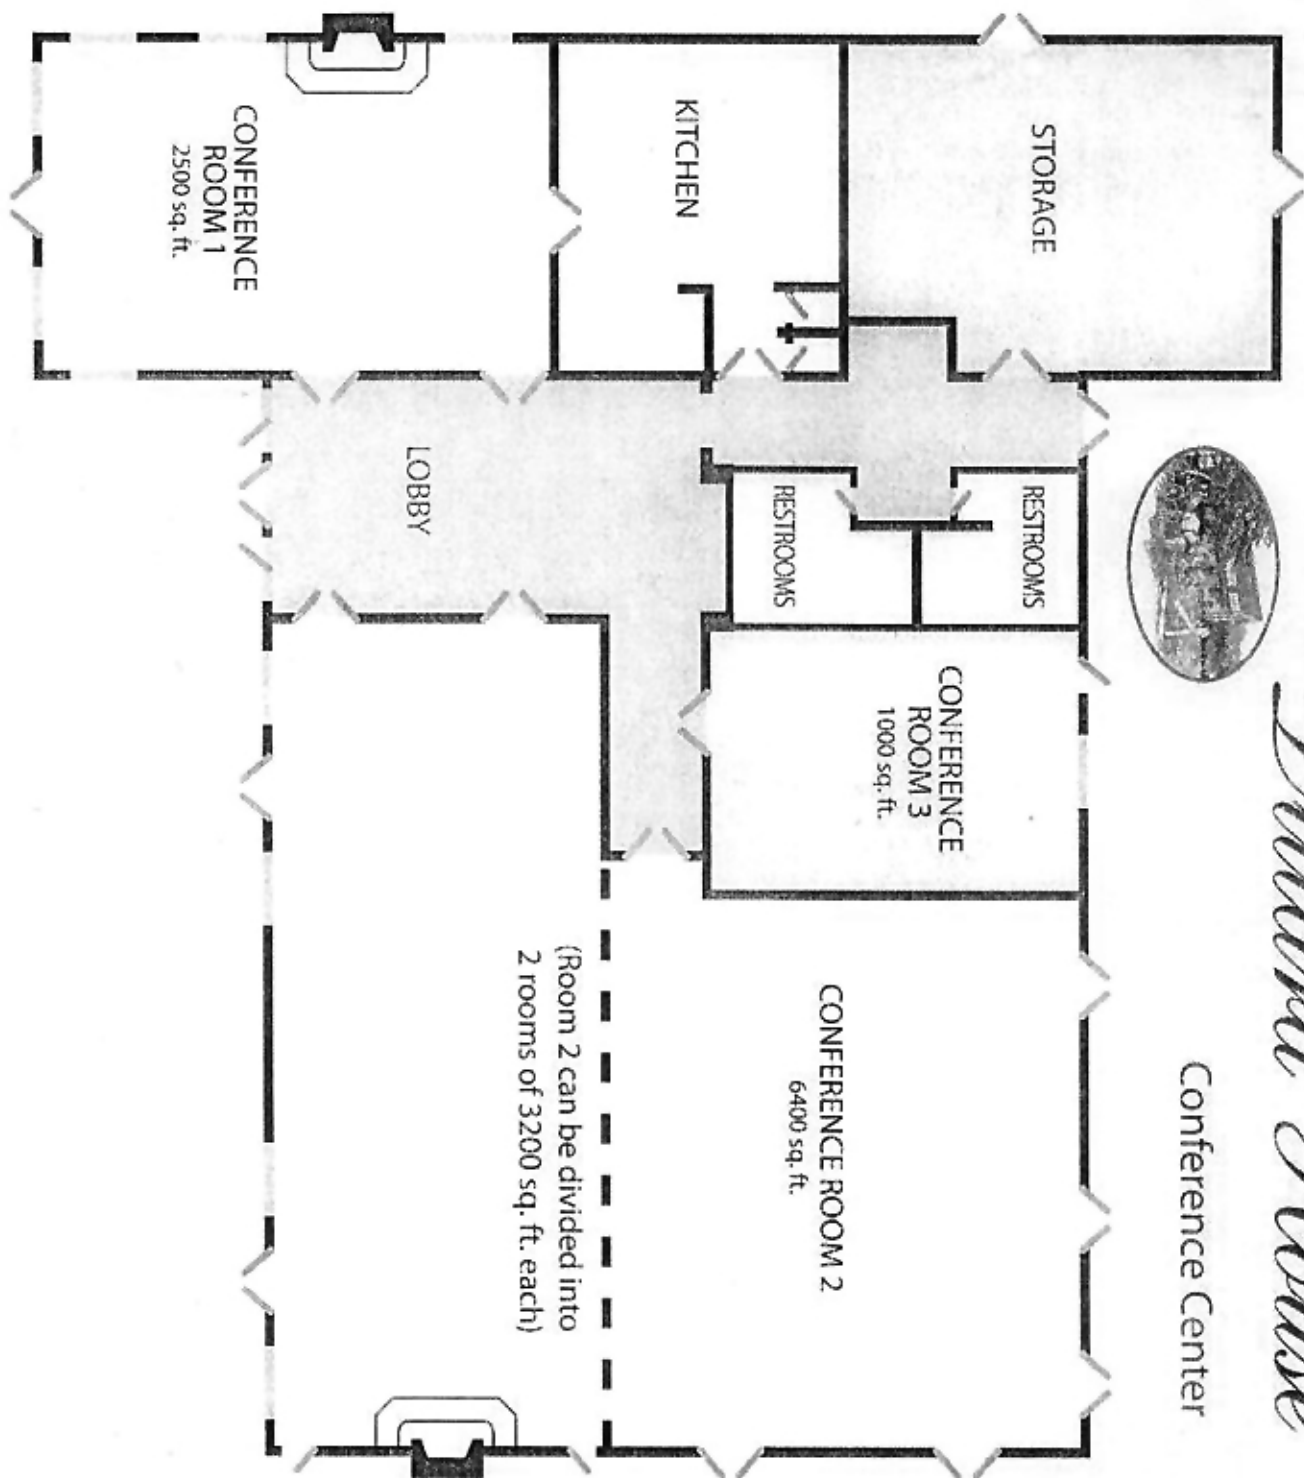 House
Conference Center
STORAGE
RESTROOMS
RESTROOMS
CONFERENCE
ROOM 3
1000 sq. ft.
CONFERENCE ROOM 2
6400 sq. ft.
KITCHEN
(Room 2 can be divided into
2 rooms of 3200 sq. ft. each)
LOBBY
CONFERENCE
ROOM 1
2500 sq. ft.